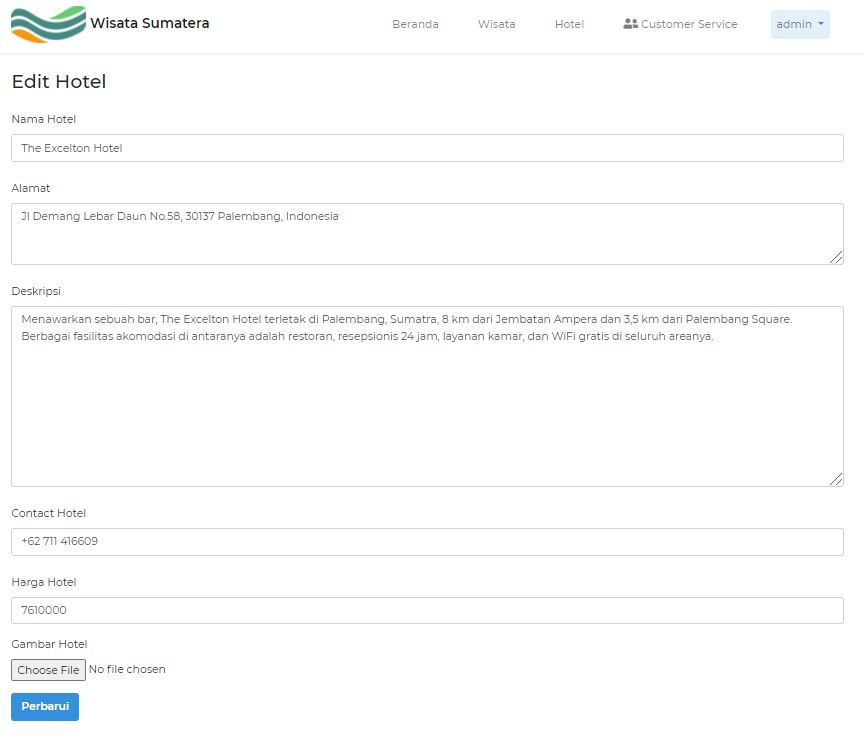 Wisata Sumatera
Beranda
Wisata
Hotel
Customer Service
admin
Edit Hotel
Nama Hotel
The Excelton Hotel
Alamat
Jl Demang Lebar Daun No.58, 30137 Palembang, Indonesia
Deskripsi
Menawarkan sebuah bar, The Excelton Hotel terletak di Palembang, Sumatra, 8 km dari Jembatan Ampera dan 3,5 km dari Palembang Square.
Berbagai fasilitas akomodasi di antaranya adalah restoran, resepsionis 24 jam, layanan kamar, dan WiFi gratis di seluruh areanya.
Contact Hotel
+62 711 416609
Harga Hotel
7610000
Gambar Hotel
Choose File No file chosen
Perbarui